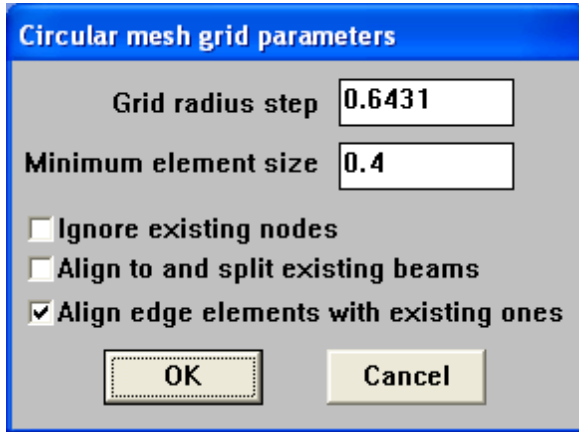 Circular mesh grid parameters
Grid radius step 0.6431
Minimum element size 0.4
Ignore existing nodes
Align to and split existing beams
Align edge elements with existing ones
OK Cancel